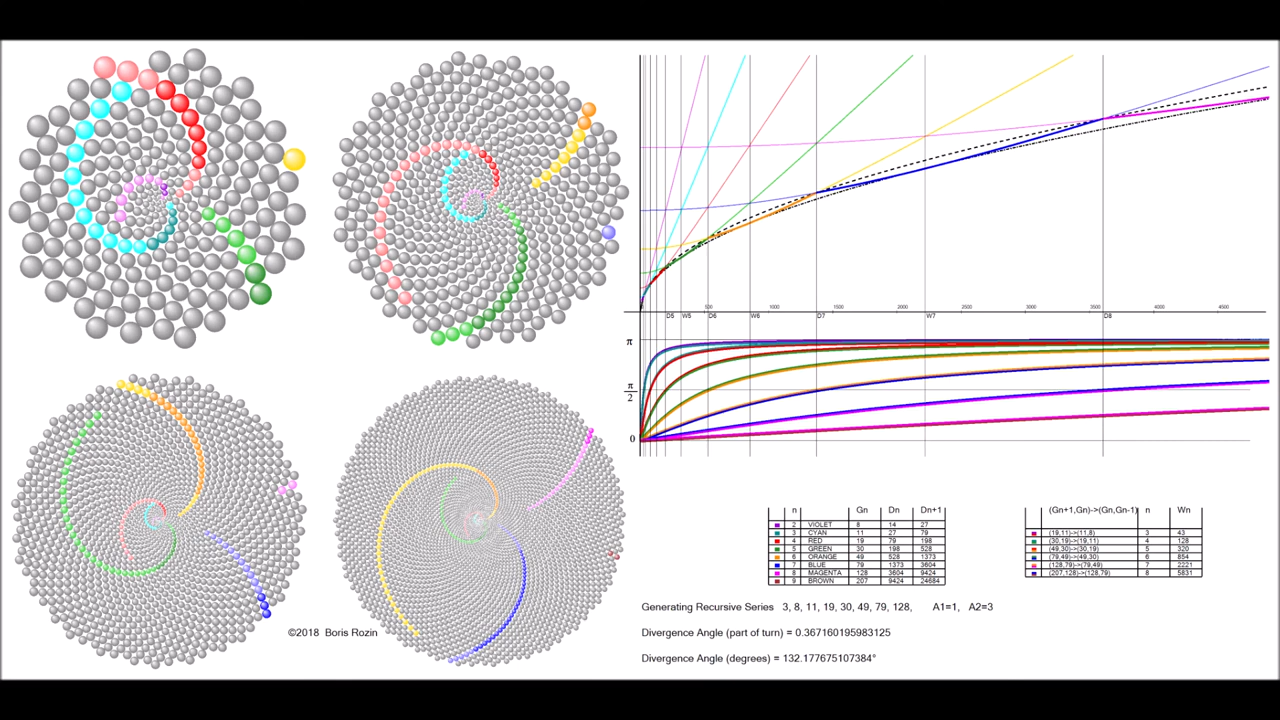 500 1000 1500 2000 2500 3000 3500 4000 4500
D5 W5 D6 W6 D7 W7 D8
π
π
2
0
n Gn Dn Dn+1
2 VIOLET 8 14 27
3 CYAN 11 27 79
4 RED 19 79 198
5 GREEN 30 198 528
6 ORANGE 49 528 1373
7 BLUE 79 1373 3604
8 MAGENTA 128 3604 9424
9 BROWN 207 9424 24684
(Gn+1,Gn)->(Gn,Gn-1) n Wn
(19,11)->(11,8) 3 43
(30,19)->(19,11) 4 128
(49,30)->(30,19) 5 320
(79,49)->(49,30) 6 854
(128,79)->(79,49) 7 2221
(207,128)->(128,79) 8 5831
Generating Recursive Series 3, 8, 11, 19, 30, 49, 79, 128, A1=1, A2=3
©2018 Boris Rozin
Divergence Angle (part of turn) = 0.367160195983125
Divergence Angle (degrees) = 132.177675107384°